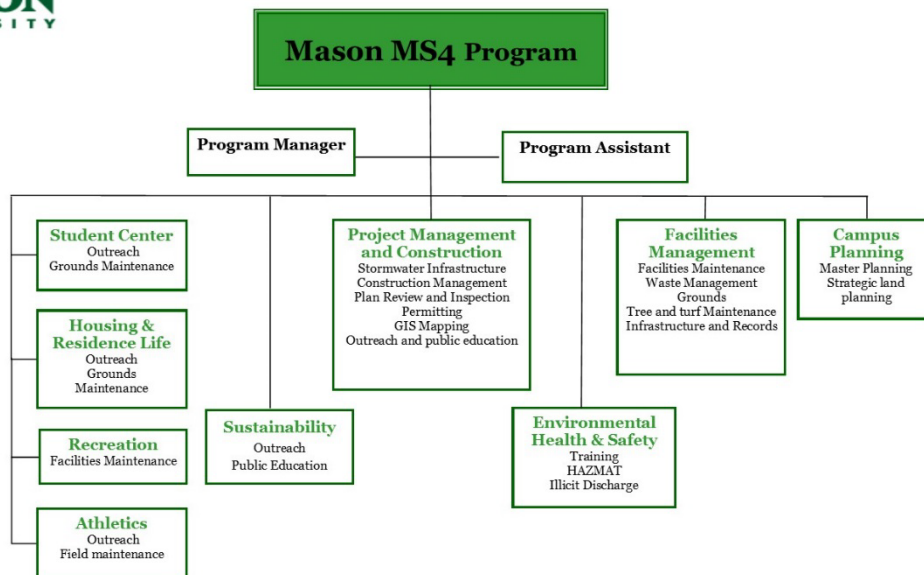 SITY
Mason MS4 Program
Program Manager
Program Assistant
Student Center
Outreach
Grounds Maintenance
Housing &
Residence Life
Outreach
Grounds
Maintenance
Recreation
Facilities Maintenance
Athletics
Outreach
Field maintenance
Sustainability
Outreach
Public Education
Project Management
and Construction
Stormwater Infrastructure
Construction Management
Plan Review and Inspection
Permitting
GIS Mapping
Outreach and public education
Environmental
Health & Safety
Training
HAZMAT
Illicit Discharge
Facilities
Management
Facilities Maintenance
Waste Management
Grounds
Tree and turf Maintenance
Infrastructure and Records
Campus
Planning
Master Planning
Strategic land
planning